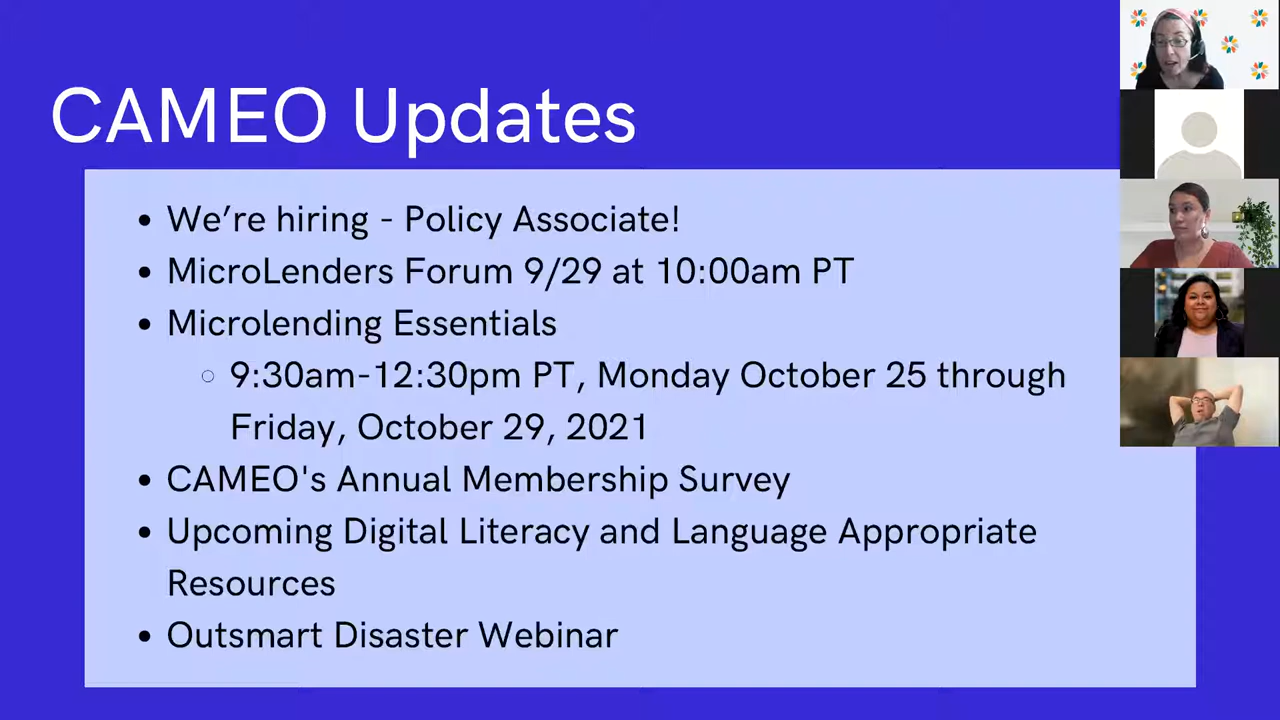 CAMEO Updates
• We’re hiring - Policy Associate!
• MicroLenders Forum 9/29 at 10:00am PT
• Microlending Essentials
◦ 9:30am-12:30pm PT, Monday October 25 through
Friday, October 29, 2021
• CAMEO's Annual Membership Survey
• Upcoming Digital Literacy and Language Appropriate
Resources
• Outsmart Disaster Webinar